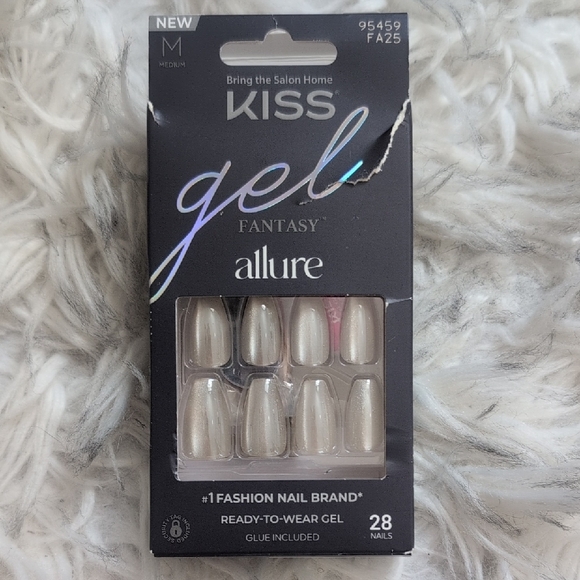 NEW
M
MEDIUM
95459
FA25
Bring the Salon Home
KISS
gel
FANTASY™
allure
#1 FASHION NAIL BRAND*
READY-TO-WEAR GEL
GLUE INCLUDED
28
NAILS